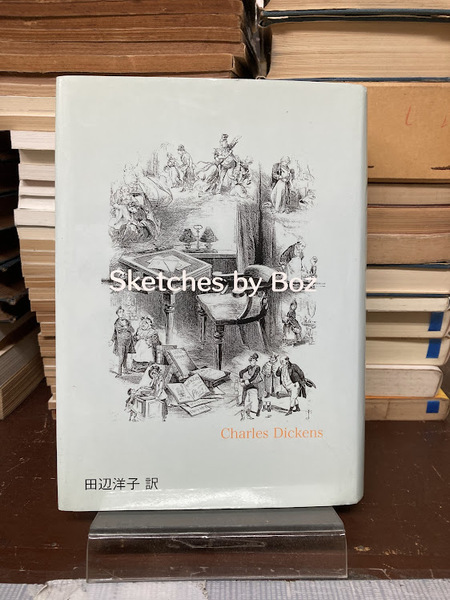 Sketches by Boz
Charles Dickens
田辺洋子 訳